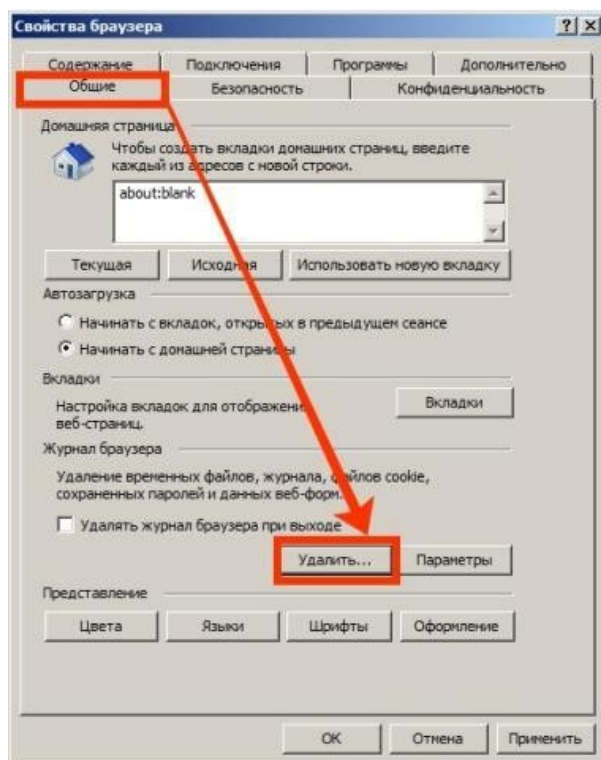 Свойства браузера
Содержание Подключения Программы Дополнительно
Общие Безопасность Конфиденциальность
Домашняя страница
Чтобы создать вкладки домашних страниц, введите
каждый из адресов с новой строки.
about:blank
Текущая Исходная Использовать новую вкладку
Автозагрузка
Начинать с вкладок, открытых в предыдущем сеансе
Начинать с домашней страницы
Вкладки
Настройка вкладок для отображения
веб-страниц.
Вкладки
Журнал браузера
Удаление временных файлов, журнала, файлов cookie,
сохраненных паролей и данных веб-форм.
Удалять журнал браузера при выходе
Удалить... Параметры
Представление
Цвета Языки Шрифты Оформление
OK Отмена Применить